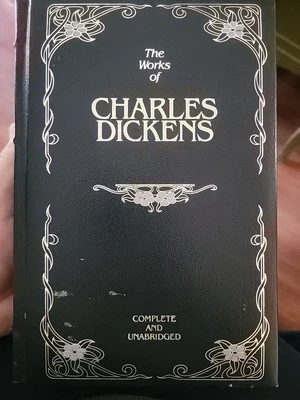 The
Works
of
CHARLES
DICKENS
COMPLETE
AND
UNABRIDGED